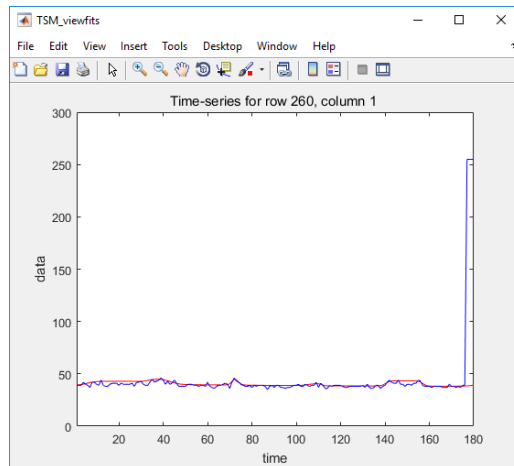 TSM_viewfits
File Edit View Insert Tools Desktop Window Help
Time-series for row 260, column 1
300
250
200
150
100
50
0
data
20 40 60 80 100 120 140 160 180
time